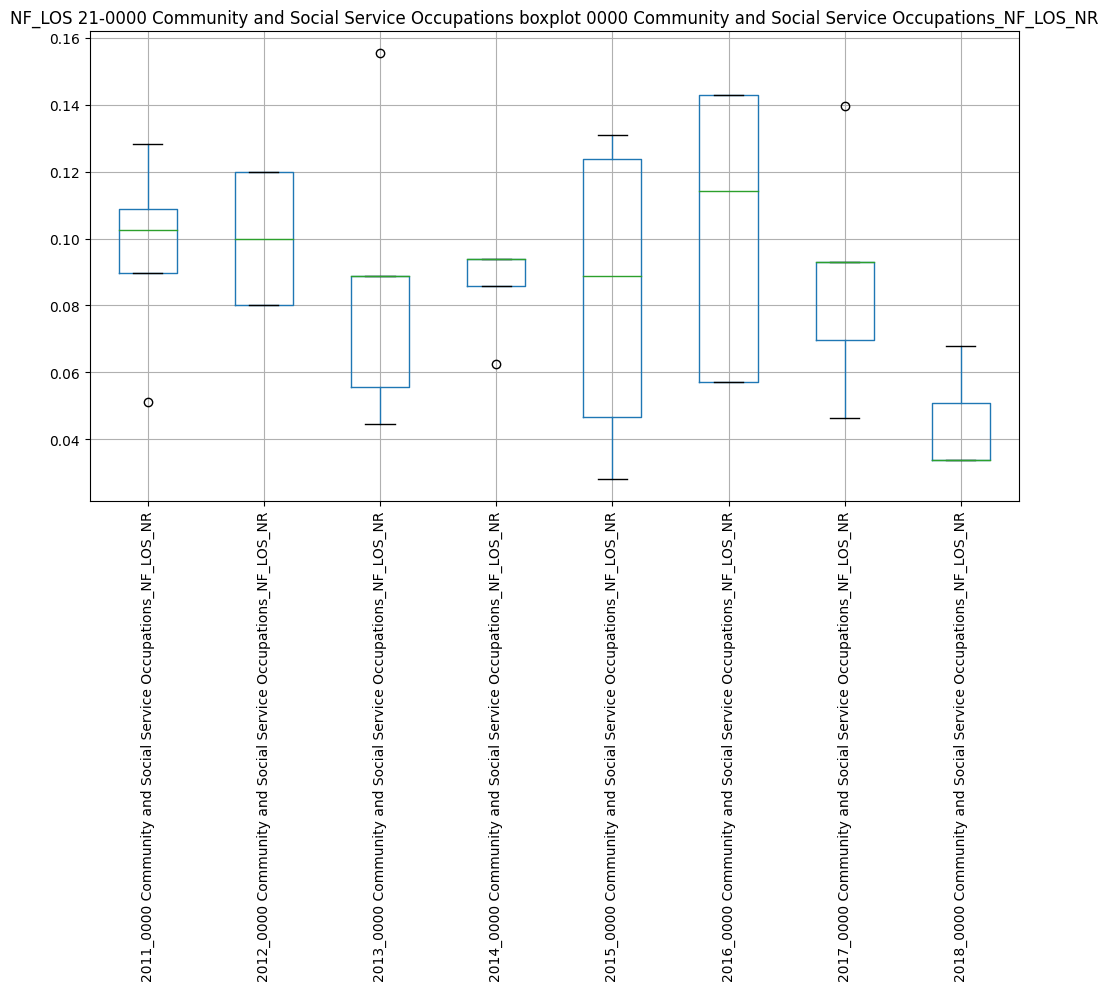 NF_LOS 21-0000 Community and Social Service Occupations boxplot 0000 Community and Social Service Occupations_NF_LOS_NR
0.16
0.14
0.12
0.10
0.08
0.06
0.04
2011_0000 Community and Social Service Occupations_NF_LOS_NR
2012_0000 Community and Social Service Occupations_NF_LOS_NR
2013_0000 Community and Social Service Occupations_NF_LOS_NR
2014_0000 Community and Social Service Occupations_NF_LOS_NR
2015_0000 Community and Social Service Occupations_NF_LOS_NR
2016_0000 Community and Social Service Occupations_NF_LOS_NR
2017_0000 Community and Social Service Occupations_NF_LOS_NR
2018_0000 Community and Social Service Occupations_NF_LOS_NR